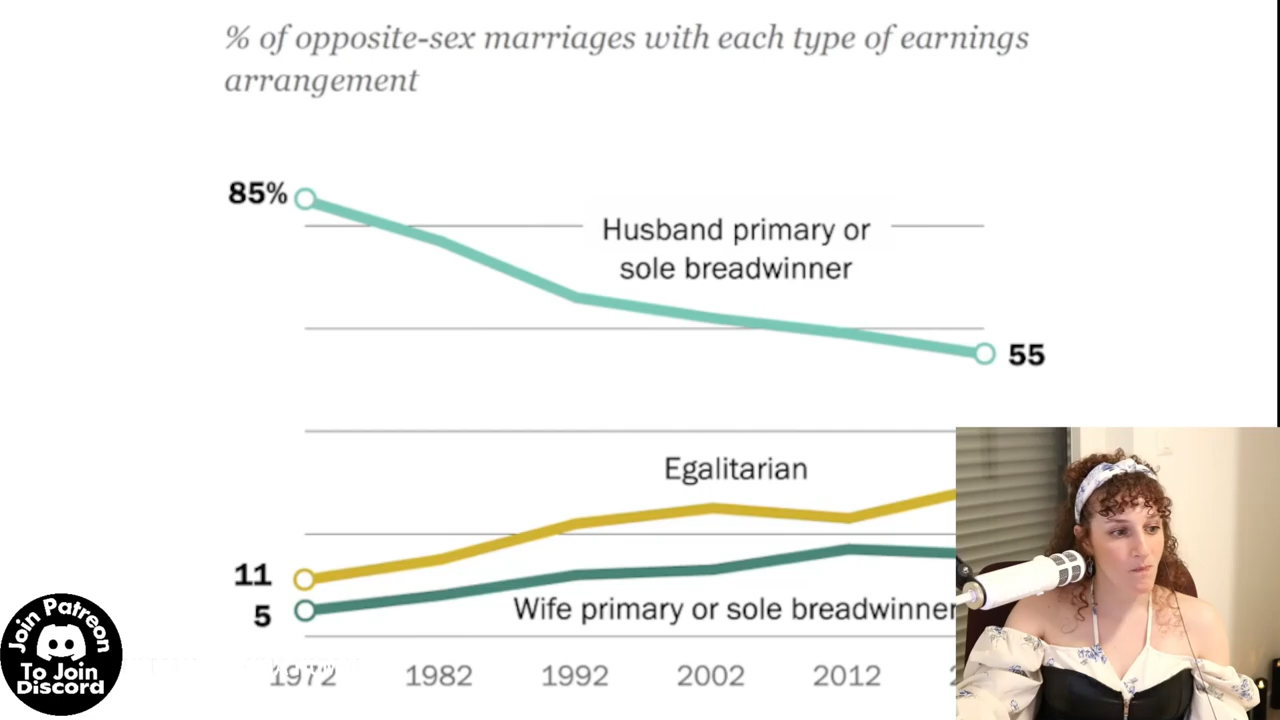 % of opposite-sex marriages with each type of earnings
arrangement
85%
Husband primary or
sole breadwinner
55
Egalitarian
11
5
Wife primary or sole breadwinner
1972 1982 1992 2002 2012 2
Join Patreon
To Join
Discord